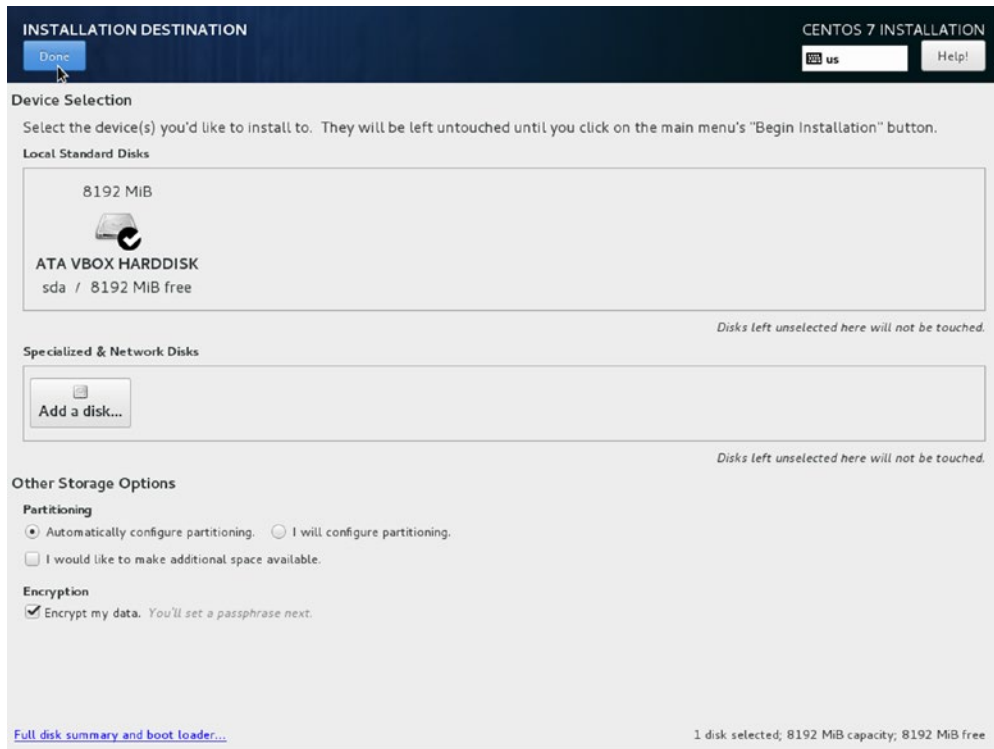 INSTALLATION DESTINATION
CENTOS 7 INSTALLATION
Done
us
Help!
Device Selection
Select the device(s) you'd like to install to. They will be left untouched until you click on the main menu's "Begin Installation" button.
Local Standard Disks
8192 MiB
ATA VBOX HARDDISK
sda / 8192 MiB free
Disks left unselected here will not be touched.
Specialized & Network Disks
Add a disk...
Disks left unselected here will not be touched.
Other Storage Options
Partitioning
Automatically configure partitioning. I will configure partitioning.
I would like to make additional space available.
Encryption
Encrypt my data. You'll set a passphrase next.
Full disk summary and boot loader...
1 disk selected; 8192 MiB capacity; 8192 MiB free